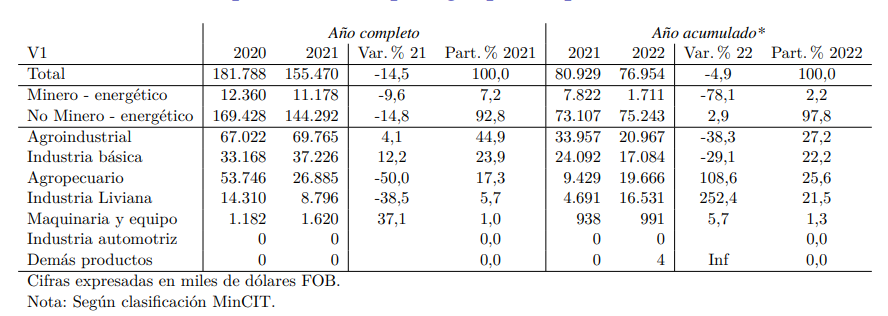 Año completo Año acumulado*
V1 2020 2021 Var. % 21 Part. % 2021 2021 2022 Var. % 22 Part. % 2022
Total 181.788 155.470 -14,5 100,0 80.929 76.954 -4,9 100,0
Minero - energético 12.360 11.178 -9,6 7,2 7.822 1.711 -78,1 2,2
No Minero - energético 169.428 144.292 -14,8 92,8 73.107 75.243 2,9 97,8
Agroindustrial 67.022 69.765 4,1 44,9 33.957 20.967 -38,3 27,2
Industria básica 33.168 37.226 12,2 23,9 24.092 17.084 -29,1 22,2
Agropecuario 53.746 26.885 -50,0 17,3 9.429 19.666 108,6 25,6
Industria Liviana 14.310 8.796 -38,5 5,7 4.691 16.531 252,4 21,5
Maquinaria y equipo 1.182 1.620 37,1 1,0 938 991 5,7 1,3
Industria automotriz 0 0 0,0 0 0 0,0
Demás productos 0 0 0,0 0 4 Inf 0,0
Cifras expresadas en miles de dólares FOB.
Nota: Según clasificación MinCIT.